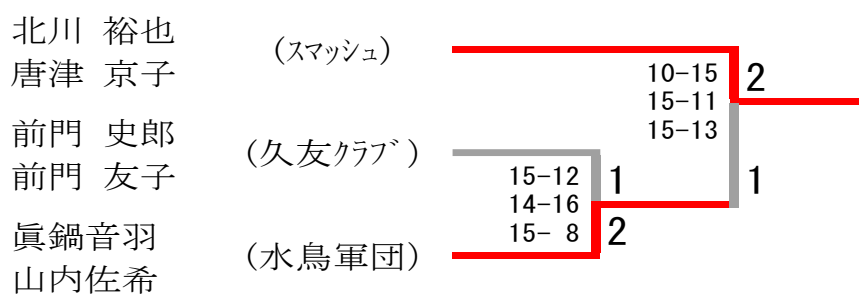 北川 裕也
唐津 京子
(スマッシュ)
10-15
15-11
15-13
2
1
前門 史郎
前門 友子
(久友クラブ)
15-12
14-16
15- 8
1
2
眞鍋音羽
山内佐希
(水鳥軍団)